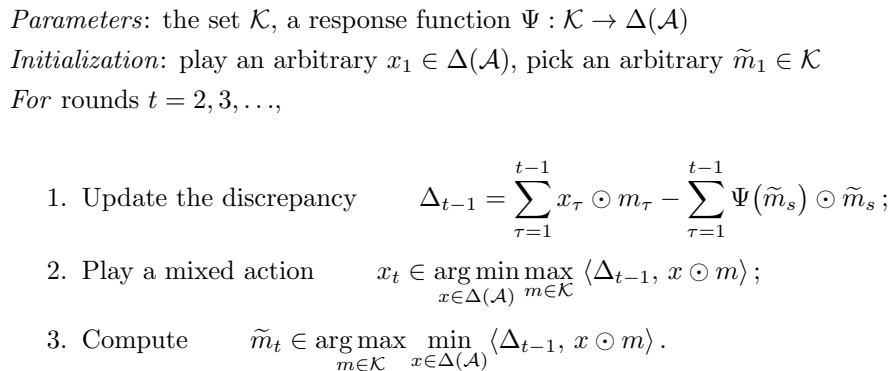 Parameters: the set 𝒦, a response function Ψ : 𝒦 → Δ(𝒜)
Initialization: play an arbitrary x₁ ∈ Δ(𝒜), pick an arbitrary m̃₁ ∈ 𝒦
For rounds t = 2, 3, . . .,
1. Update the discrepancy Δ_{t−1} = ∑_{τ=1}^{t−1} x_τ ⊙ m_τ − ∑_{τ=1}^{t−1} Ψ(m̃_s) ⊙ m̃_s ;
2. Play a mixed action x_t ∈ arg min_{x∈Δ(𝒜)} max_{m∈𝒦} ⟨Δ_{t−1}, x ⊙ m⟩ ;
3. Compute m̃_t ∈ arg max_{m∈𝒦} min_{x∈Δ(𝒜)} ⟨Δ_{t−1}, x ⊙ m⟩ .